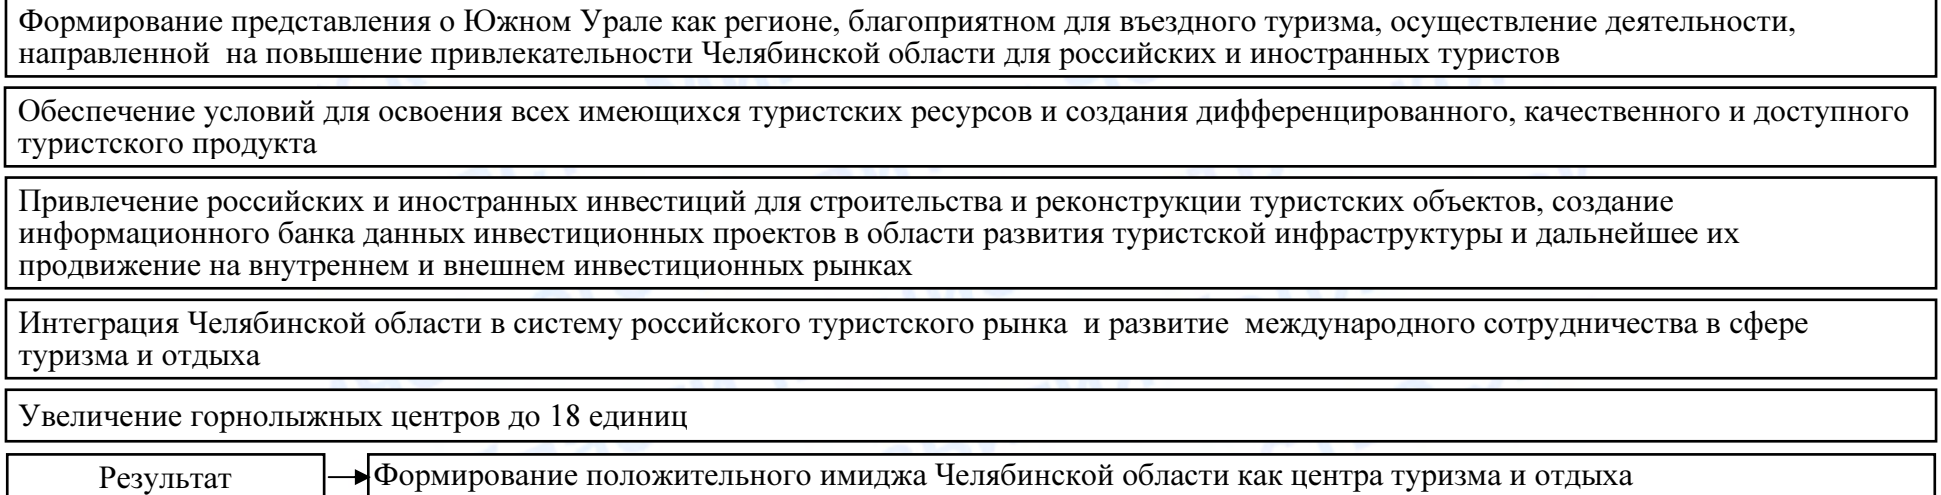 Формирование представления о Южном Урале как регионе, благоприятном для въездного туризма, осуществление деятельности,
направленной  на повышение привлекательности Челябинской области для российских и иностранных туристов
Обеспечение условий для освоения всех имеющихся туристских ресурсов и создания дифференцированного, качественного и доступного
туристского продукта
Привлечение российских и иностранных инвестиций для строительства и реконструкции туристских объектов, создание
информационного банка данных инвестиционных проектов в области развития туристской инфраструктуры и дальнейшее их
продвижение на внутреннем и внешнем инвестиционных рынках
Интеграция Челябинской области в систему российского туристского рынка  и развитие  международного сотрудничества в сфере
туризма и отдыха
Увеличение горнолыжных центров до 18 единиц
Результат
Формирование положительного имиджа Челябинской области как центра туризма и отдыха